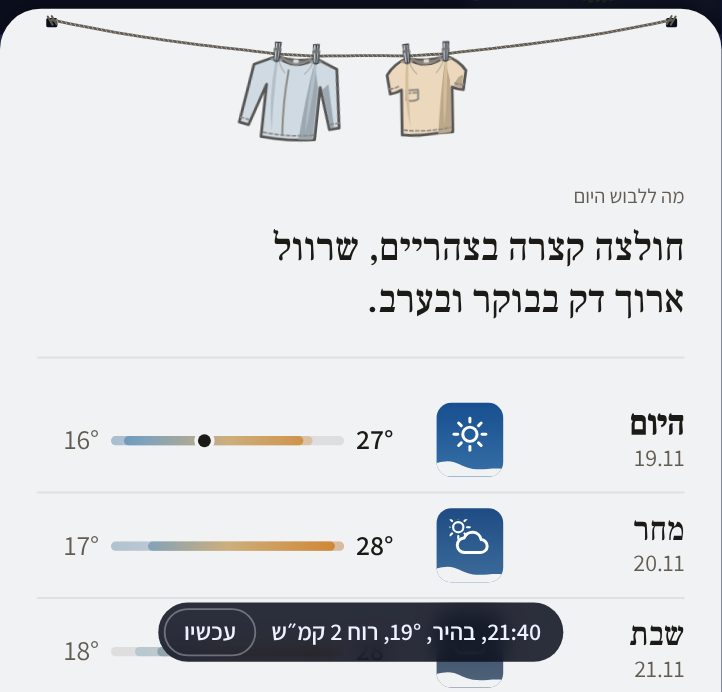 מה ללבוש היום
חולצה קצרה בצהריים, שרוול
ארוך דק בבוקר ובערב.
היום
19.11
27°
16°
מחר
20.11
28°
17°
שבת
21.11
28°
18°
21:40, בהיר, 19°, רוח 2 קמ״ש
עכשיו